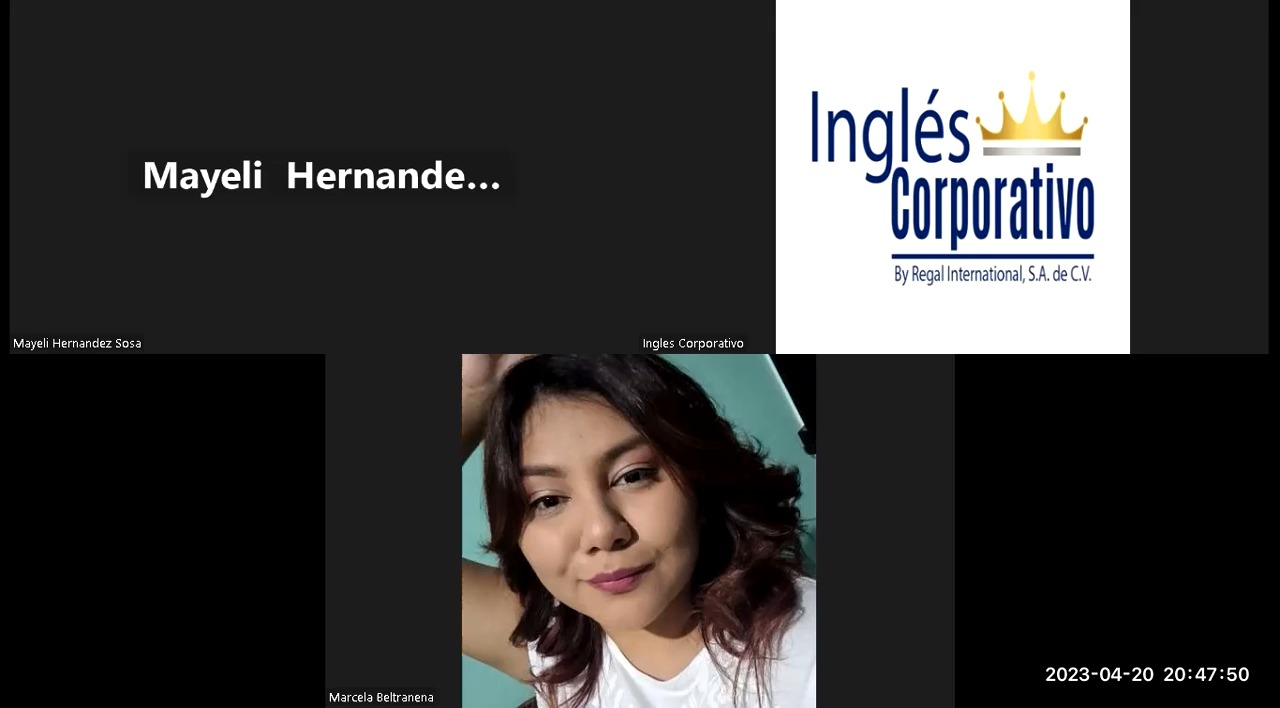 Mayeli  Hernande...
Mayeli Hernandez Sosa
Inglés
Corporativo
By Regal International, S.A. de C.V.
Ingles Corporativo
Marcela Beltranena
2023-04-20 20:47:50